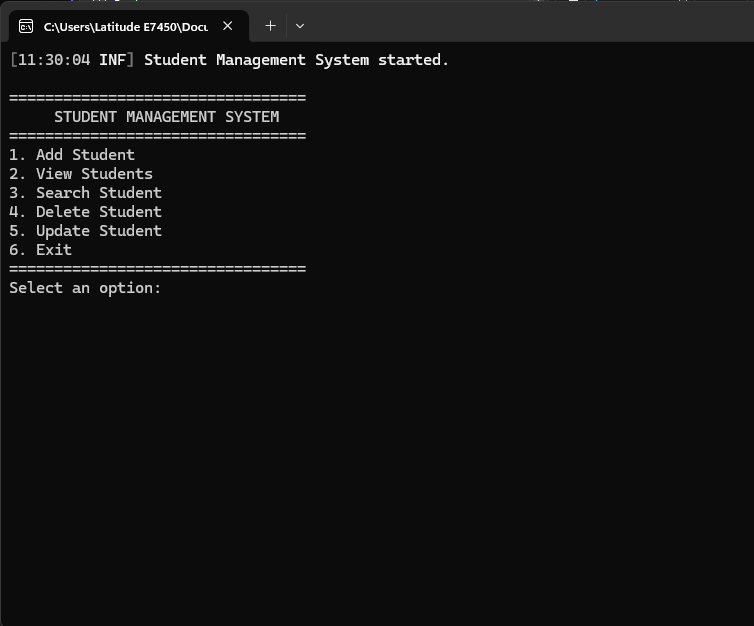 C:\Users\Latitude E7450\Docu
[11:30:04 INF] Student Management System started.
=================================
STUDENT MANAGEMENT SYSTEM
=================================
1. Add Student
2. View Students
3. Search Student
4. Delete Student
5. Update Student
6. Exit
=================================
Select an option: